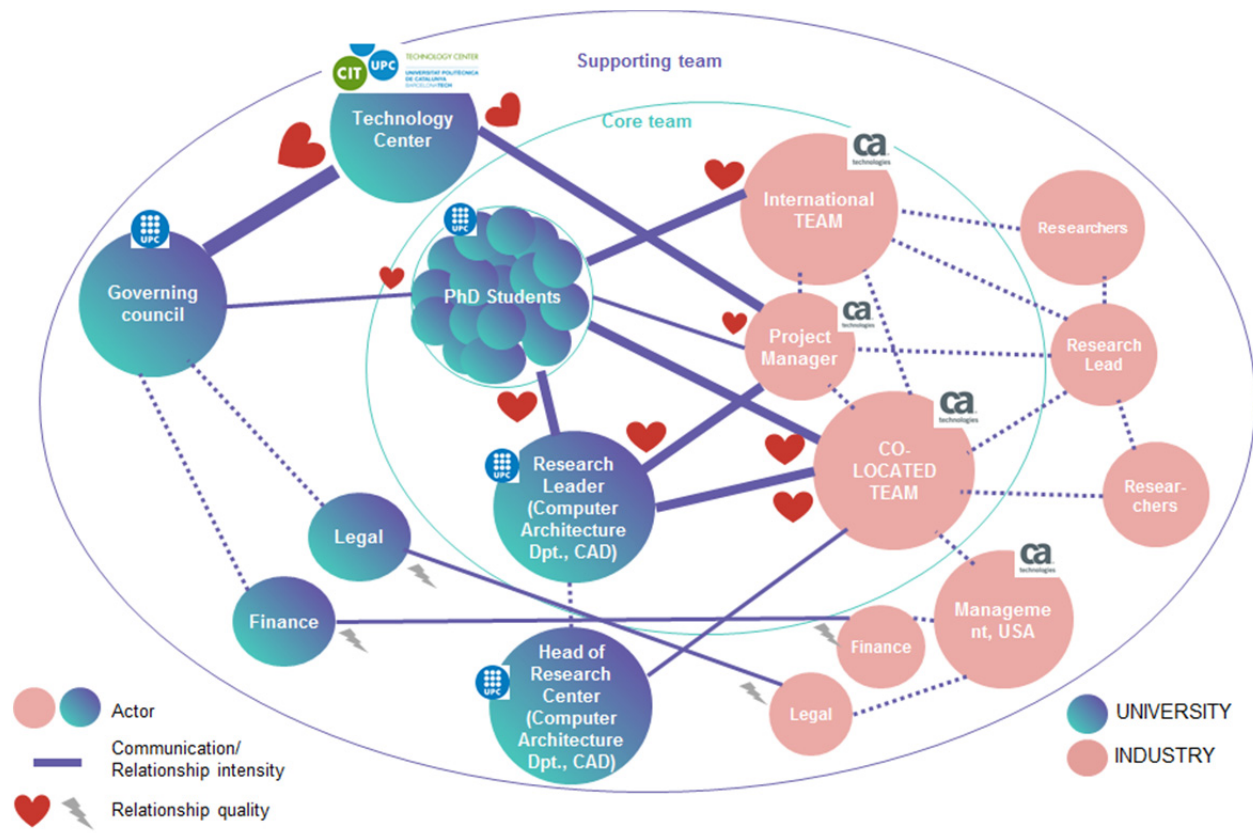 Supporting team
CIT
UPC
TECHNOLOGY CENTER
UNIVERSITAT POLITÈCNICA
DE CATALUNYA
BARCELONATECH
Technology
Center
Core team
ca
technologies
International
TEAM
Researchers
UPC
UPC
Governing
council
PhD Students
ca
technologies
Project
Manager
Research
Lead
ca
technologies
CO-
LOCATED
TEAM
UPC
Research
Leader
(Computer
Architecture
Dpt., CAD)
Resear-
chers
Legal
Finance
ca
technologies
Manageme
nt, USA
Finance
UPC
Head of
Research
Center
(Computer
Architecture
Dpt., CAD)
Legal
Actor
Communication/
Relationship intensity
Relationship quality
UNIVERSITY
INDUSTRY